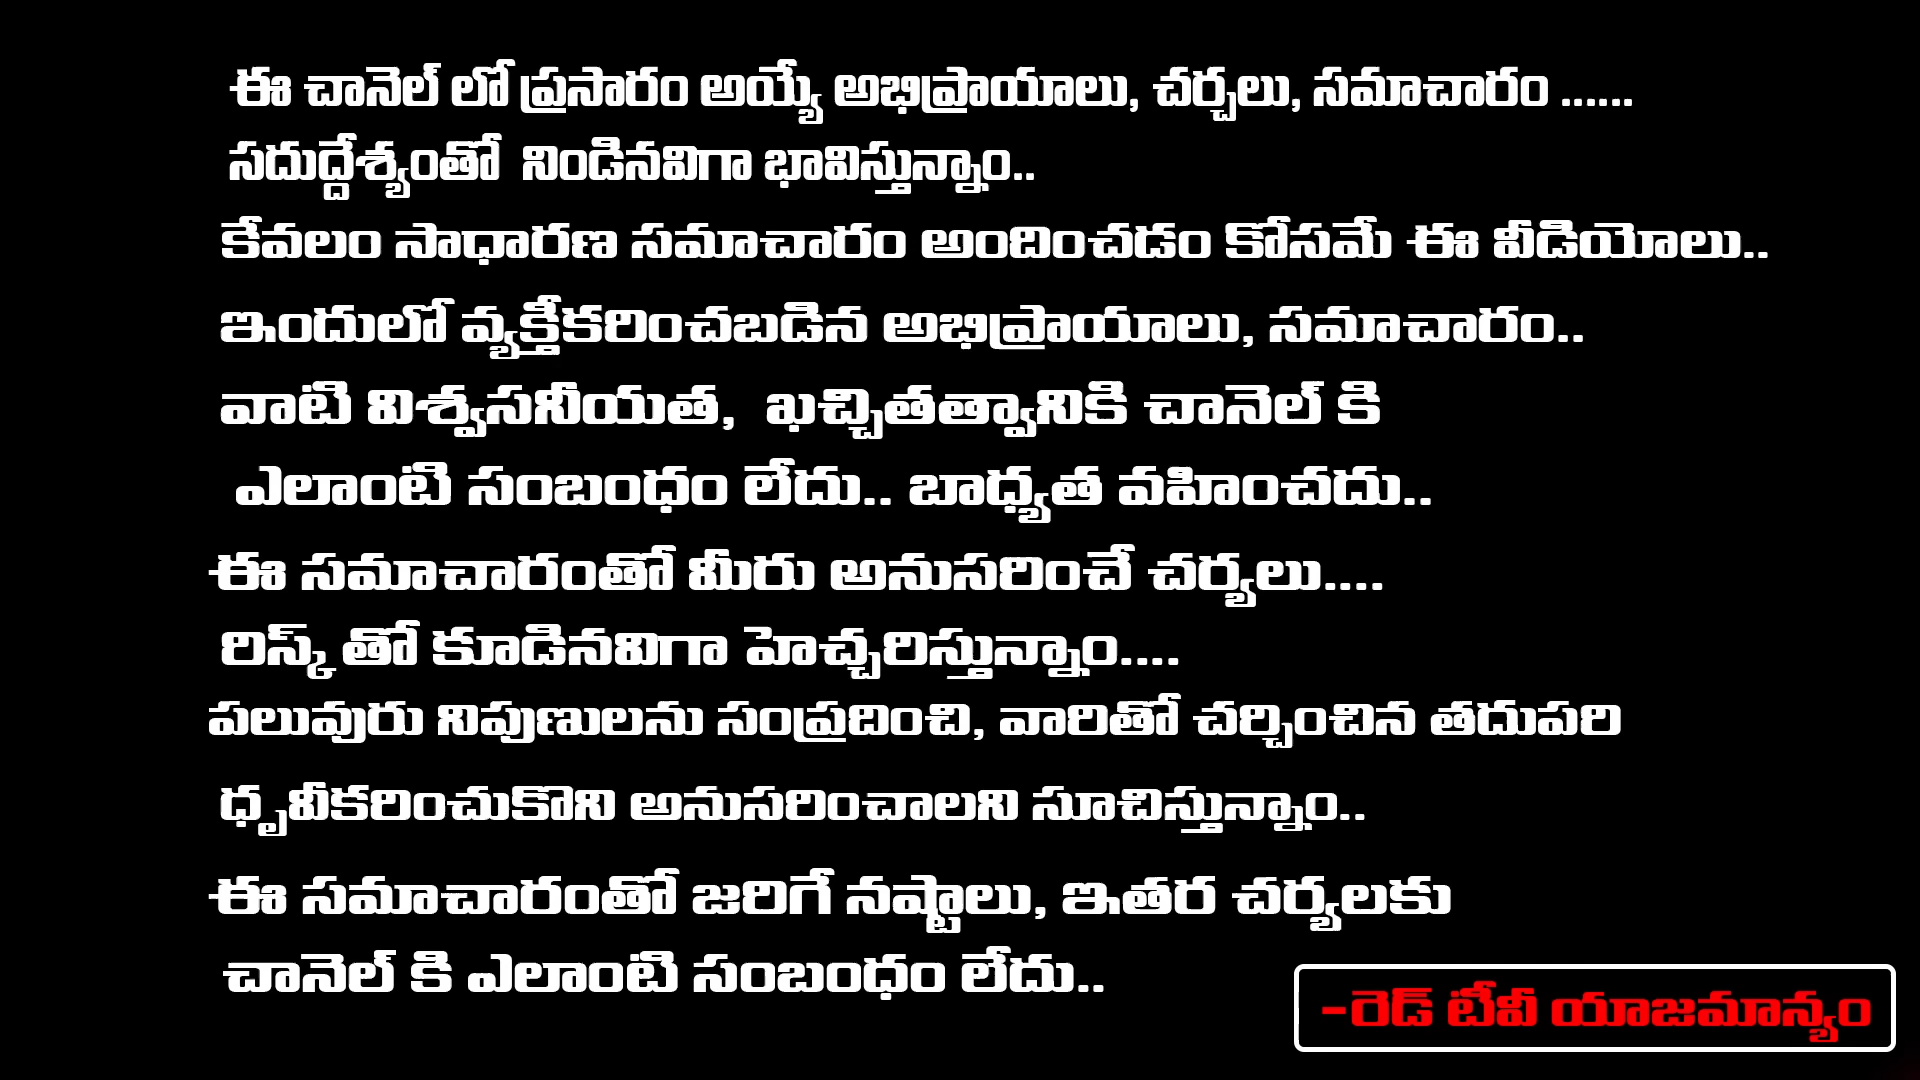 ఈ చానెల్ లో ప్రసారం అయ్యే అభిప్రాయాలు, చర్చలు, సమాచారం ......
సదుద్దేశ్యంతో నిండినవిగా భావిస్తున్నాం..
కేవలం సాధారణ సమాచారం అందించడం కోసమే ఈ వీడియోలు..
ఇందులో వ్యక్తీకరించబడిన అభిప్రాయాలు, సమాచారం..
వాటి విశ్వసనీయత, ఖచ్చితత్వానికి చానెల్ కి
ఎలాంటి సంబంధం లేదు.. బాధ్యత వహించదు..
ఈ సమాచారంతో మీరు అనుసరించే చర్యలు....
రిస్క్ తో కూడినవిగా హెచ్చరిస్తున్నాం....
పలువురు నిపుణులను సంప్రదించి, వారితో చర్చించిన తదుపరి
ధృవీకరించుకొని అనుసరించాలని సూచిస్తున్నాం..
ఈ సమాచారంతో జరిగే నష్టాలు, ఇతర చర్యలకు
చానెల్ కి ఎలాంటి సంబంధం లేదు..
-రెడ్ టీవీ యాజమాన్యం